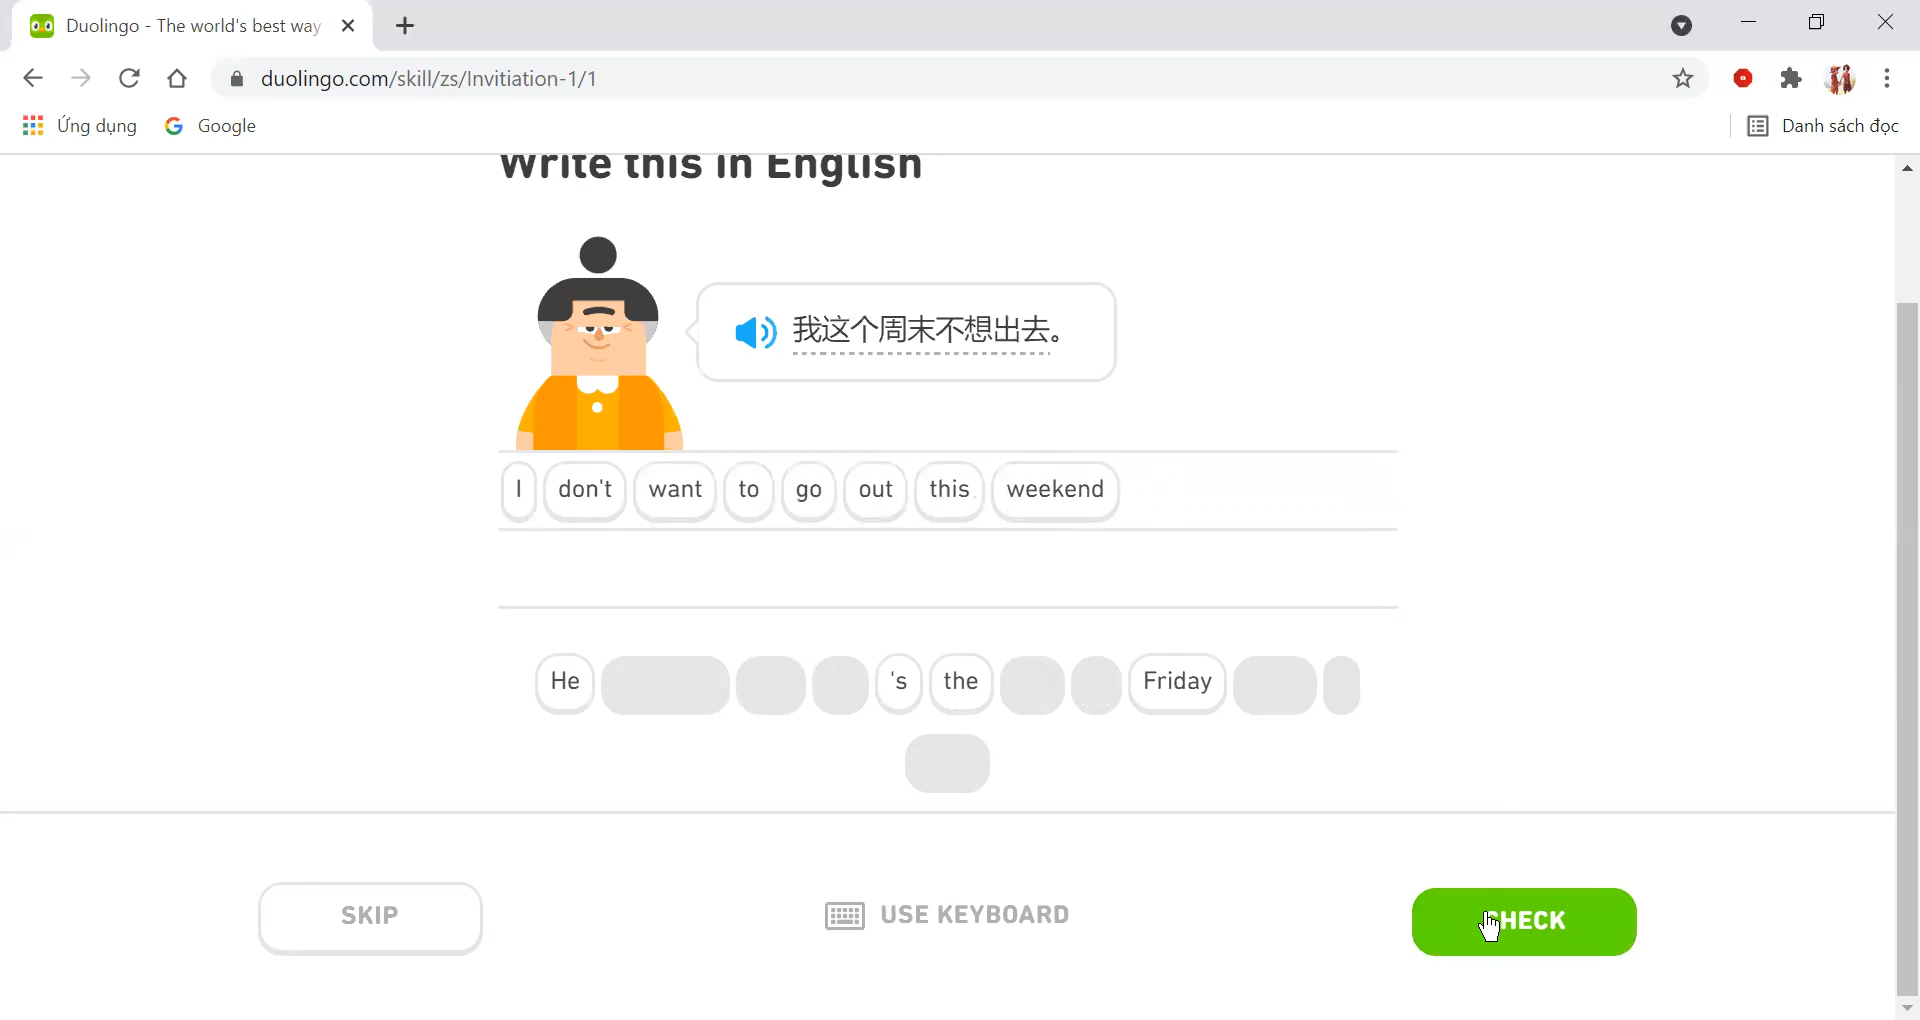 Duolingo - The world's best way
duolingo.com/skill/zs/Invitiation-1/1
Ứng dụng Google Danh sách đọc
Write this in English
我这个周末不想出去。
I don't want to go out this weekend
He 's the Friday
SKIP USE KEYBOARD CHECK